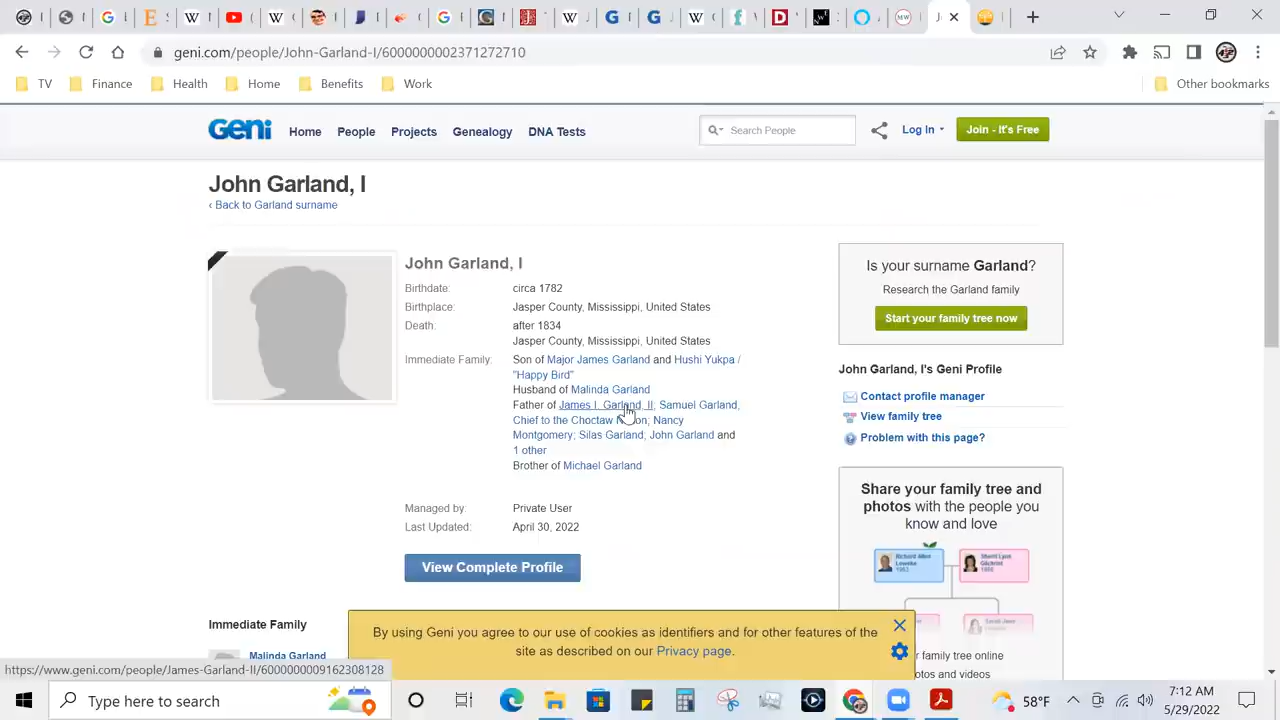 geni.com/people/John-Garland-I/6000000002371272710
TV Finance Health Home Benefits Work Other bookmarks
Geni Home People Projects Genealogy DNA Tests Search People Log In Join - It's Free
John Garland, I
‹ Back to Garland surname
John Garland, I
Birthdate: circa 1782
Birthplace: Jasper County, Mississippi, United States
Death: after 1834
Jasper County, Mississippi, United States
Immediate Family: Son of Major James Garland and Hushi Yukpa /
"Happy Bird"
Husband of Malinda Garland
Father of James I. Garland, II; Samuel Garland,
Chief to the Choctaw Nation; Nancy
Montgomery; Silas Garland; John Garland and
1 other
Brother of Michael Garland
Managed by: Private User
Last Updated: April 30, 2022
View Complete Profile
Immediate Family
Malinda Garland
Is your surname Garland?
Research the Garland family
Start your family tree now
John Garland, I's Geni Profile
Contact profile manager
View family tree
Problem with this page?
Share your family tree and
photos with the people you
know and love
By using Geni you agree to our use of cookies as identifiers and for other features of the
site as described on our Privacy page.
family tree online
photos and videos
https://www.geni.com/people/James-Garland-II/6000000009162308128
Type here to search
58°F
7:12 AM
5/29/2022